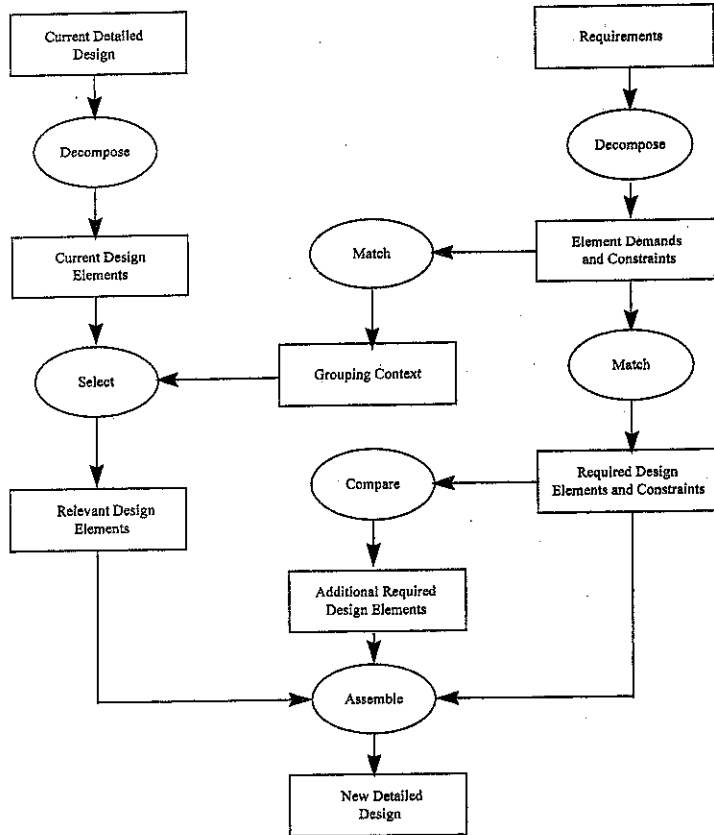 Current Detailed
Design
Requirements
Decompose
Decompose
Current Design
Elements
Match
Element Demands
and Constraints
Select
Grouping Context
Match
Relevant Design
Elements
Compare
Required Design
Elements and Constraints
Additional Required
Design Elements
Assemble
New Detailed
Design